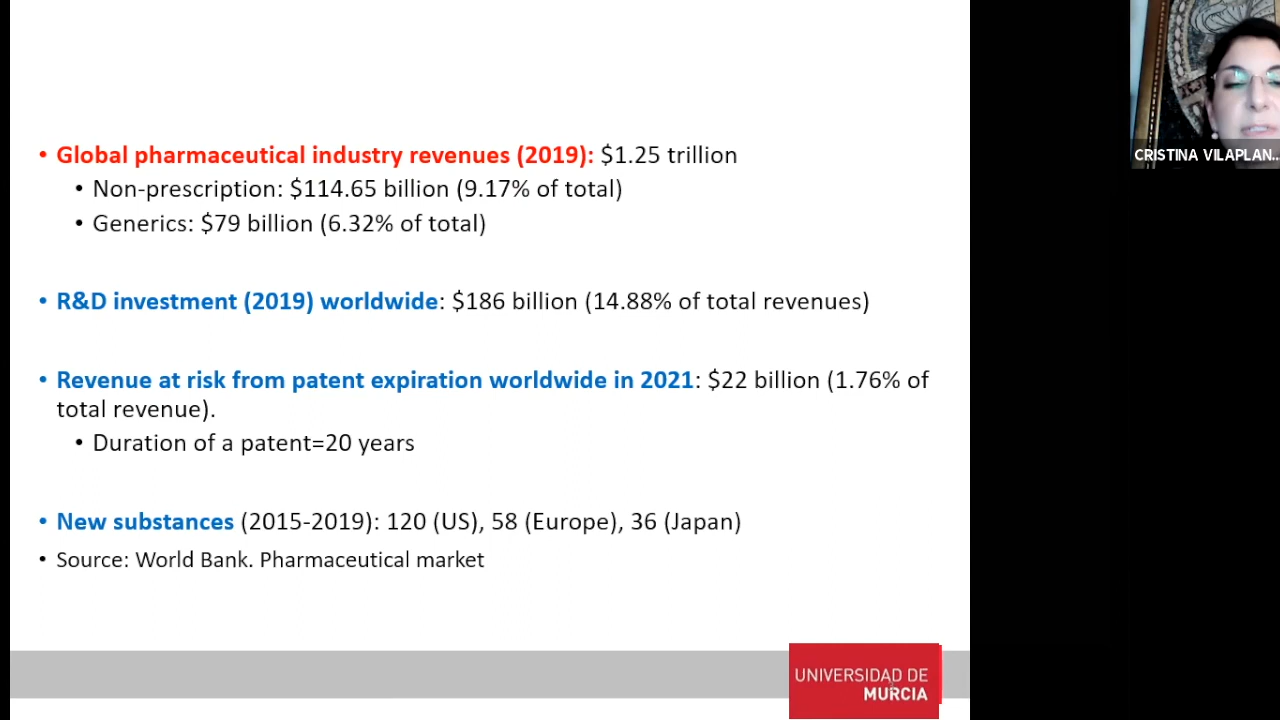 • Global pharmaceutical industry revenues (2019): $1.25 trillion
• Non-prescription: $114.65 billion (9.17% of total)
• Generics: $79 billion (6.32% of total)
• R&D investment (2019) worldwide: $186 billion (14.88% of total revenues)
• Revenue at risk from patent expiration worldwide in 2021: $22 billion (1.76% of
total revenue).
• Duration of a patent=20 years
• New substances (2015-2019): 120 (US), 58 (Europe), 36 (Japan)
• Source: World Bank. Pharmaceutical market
UNIVERSIDAD DE
MURCIA
CRISTINA VILAPLAN...